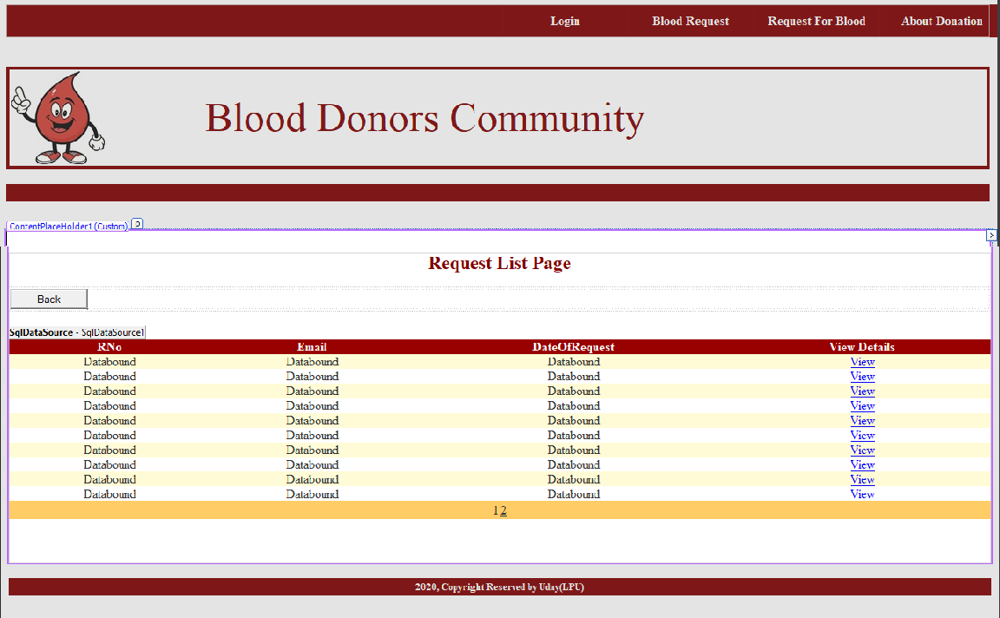 Login Blood Request Request For Blood About Donation
Blood Donors Community
ContentPlaceHolder1 (Custom)
Request List Page
Back
SqlDataSource - SqlDataSource1
RNo Email DateOfRequest View Details
Databound Databound Databound View
Databound Databound Databound View
Databound Databound Databound View
Databound Databound Databound View
Databound Databound Databound View
Databound Databound Databound View
Databound Databound Databound View
Databound Databound Databound View
Databound Databound Databound View
Databound Databound Databound View
1 2
2020, Copyright Reserved by Uday(LPU)